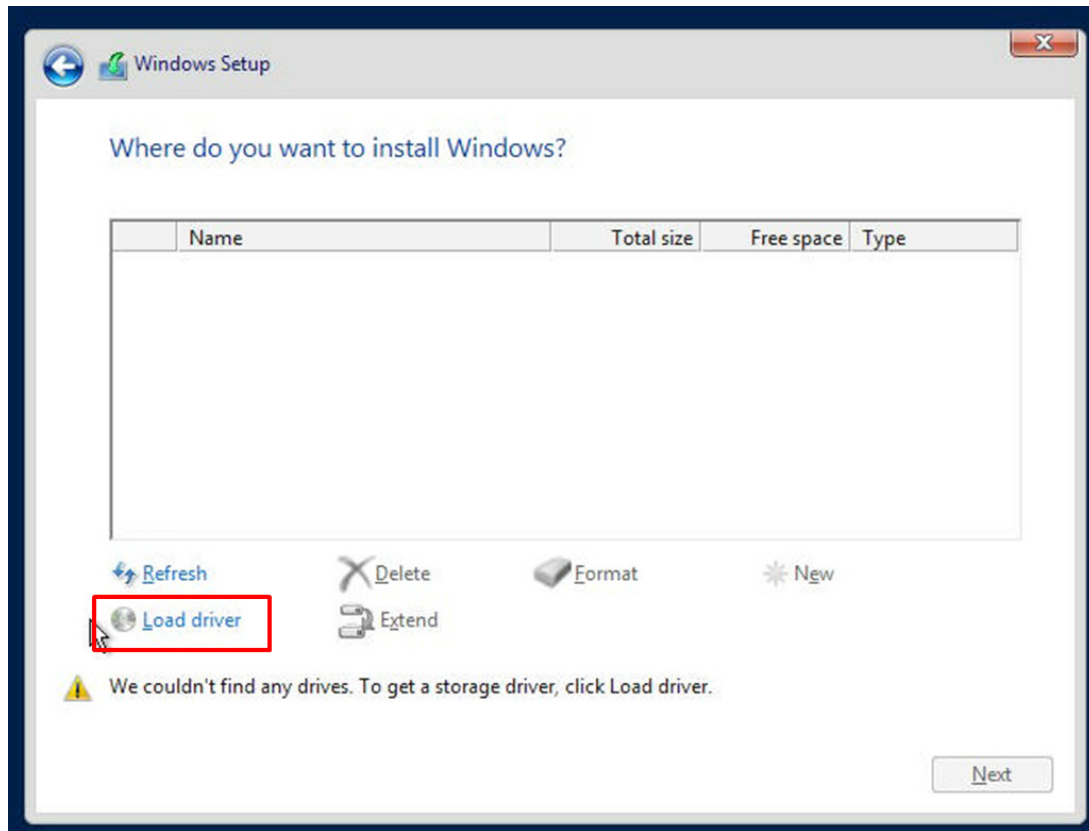 Windows Setup
Where do you want to install Windows?
Name Total size Free space Type
Refresh Delete Format New
Load driver Extend
We couldn't find any drives. To get a storage driver, click Load driver.
Next